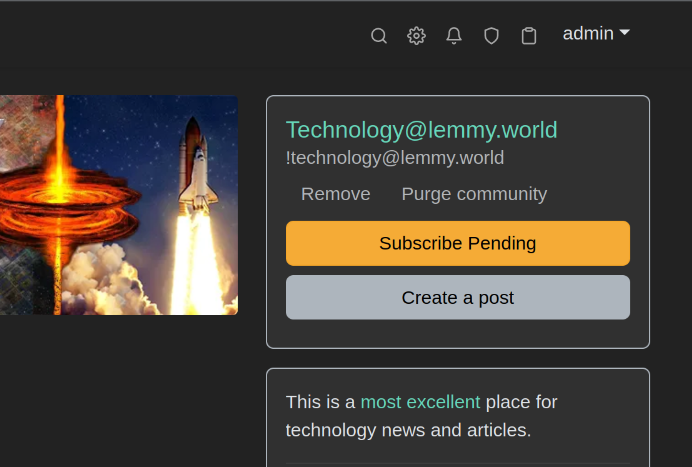 admin
Technology@lemmy.world
!technology@lemmy.world
Remove Purge community
Subscribe Pending
Create a post
This is a most excellent place for
technology news and articles.